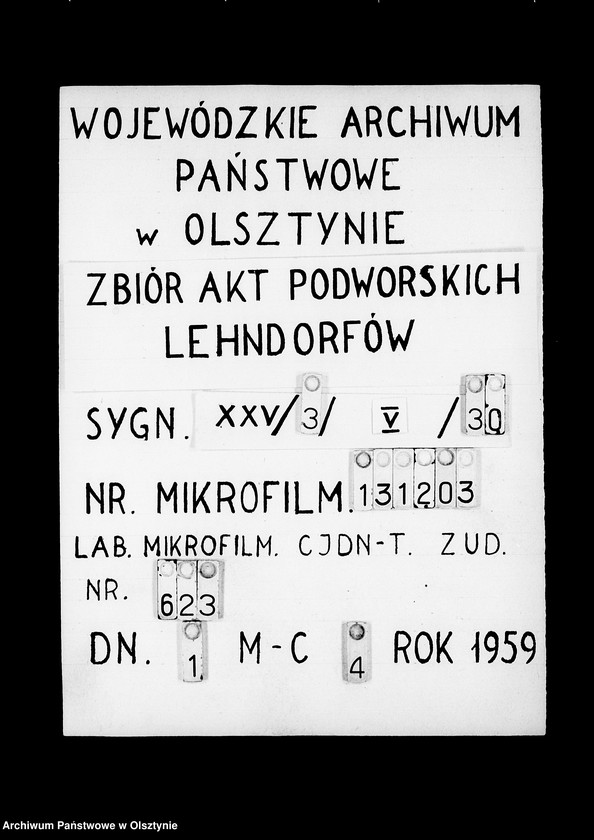 WOJEWÓDZKIE ARCHIWUM
PAŃSTWOWE
w OLSZTYNIE
ZBIÓR AKT PODWORSKICH
LEHNDORFÓW
SYGN. XXV/3/ V /30
NR. MIKROFILM. 131203
LAB. MIKROFILM. CJDN-T. ZUD.
NR. 623
DN. 1 M-C 4 ROK 1959
Archiwum Państwowe w Olsztynie